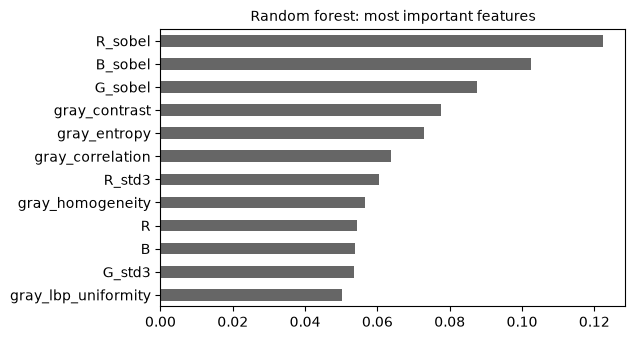 Random forest: most important features
R_sobel
B_sobel
G_sobel
gray_contrast
gray_entropy
gray_correlation
R_std3
gray_homogeneity
R
B
G_std3
gray_lbp_uniformity
0.00 0.02 0.04 0.06 0.08 0.10 0.12